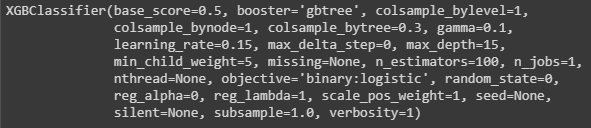 XGBClassifier(base_score=0.5, booster='gbtree', colsample_bylevel=1,
colsample_bynode=1, colsample_bytree=0.3, gamma=0.1,
learning_rate=0.15, max_delta_step=0, max_depth=15,
min_child_weight=5, missing=None, n_estimators=100, n_jobs=1,
nthread=None, objective='binary:logistic', random_state=0,
reg_alpha=0, reg_lambda=1, scale_pos_weight=1, seed=None,
silent=None, subsample=1.0, verbosity=1)